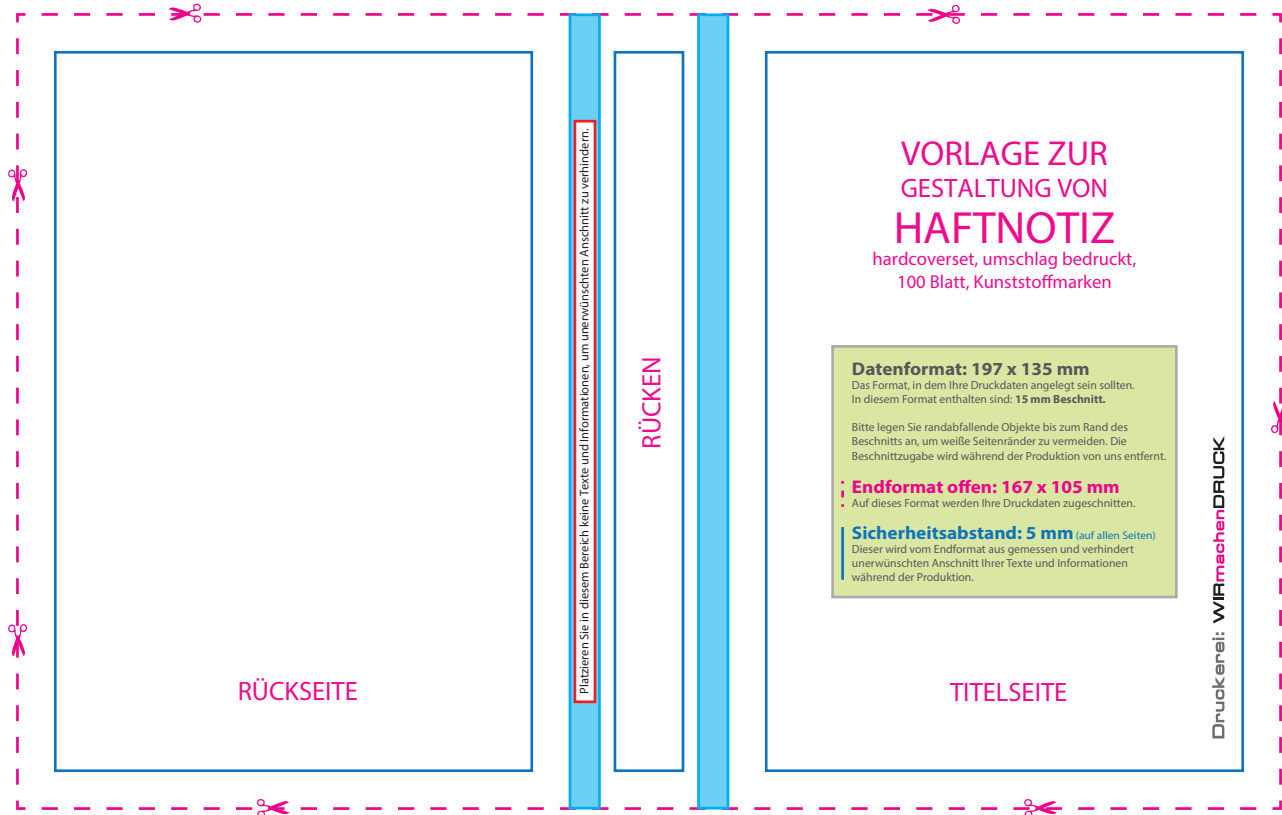 RÜCKSEITE
Platzieren Sie in diesem Bereich keine Texte und Informationen, um unerwünschten Anschnitt zu verhindern.
RÜCKEN
VORLAGE ZUR
GESTALTUNG VON
HAFTNOTIZ
hardcoverset, umschlag bedruckt,
100 Blatt, Kunststoffmarken
Datenformat: 197 x 135 mm
Das Format, in dem Ihre Druckdaten angelegt sein sollten.
In diesem Format enthalten sind: 15 mm Beschnitt.
Bitte legen Sie randabfallende Objekte bis zum Rand des
Beschnitts an, um weiße Seitenränder zu vermeiden. Die
Beschnittzugabe wird während der Produktion von uns entfernt.
Endformat offen: 167 x 105 mm
Auf dieses Format werden Ihre Druckdaten zugeschnitten.
Sicherheitsabstand: 5 mm (auf allen Seiten)
Dieser wird vom Endformat aus gemessen und verhindert
unerwünschten Anschnitt Ihrer Texte und Informationen
während der Produktion.
TITELSEITE
Druckerei: WIRmachenDRUCK